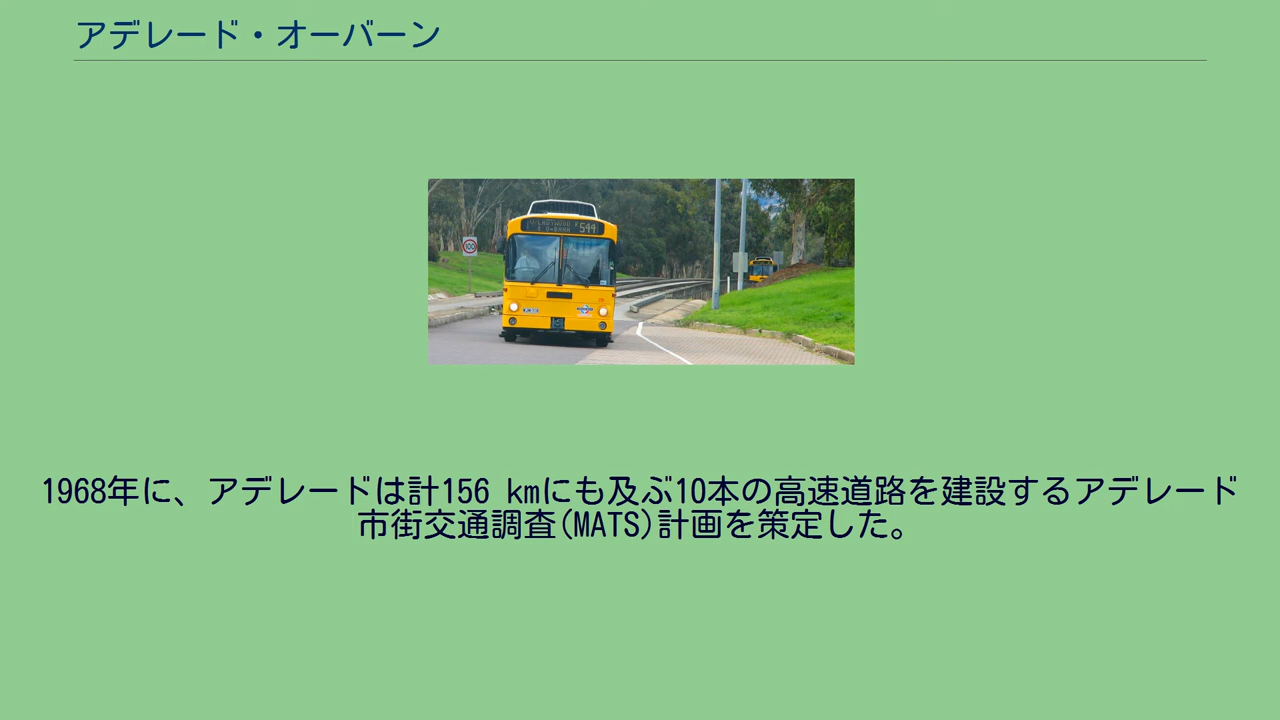 アデレード・オーバーン
100
544
1968年に、アデレードは計156 kmにも及ぶ10本の高速道路を建設するアデレード
市街交通調査(MATS)計画を策定した。